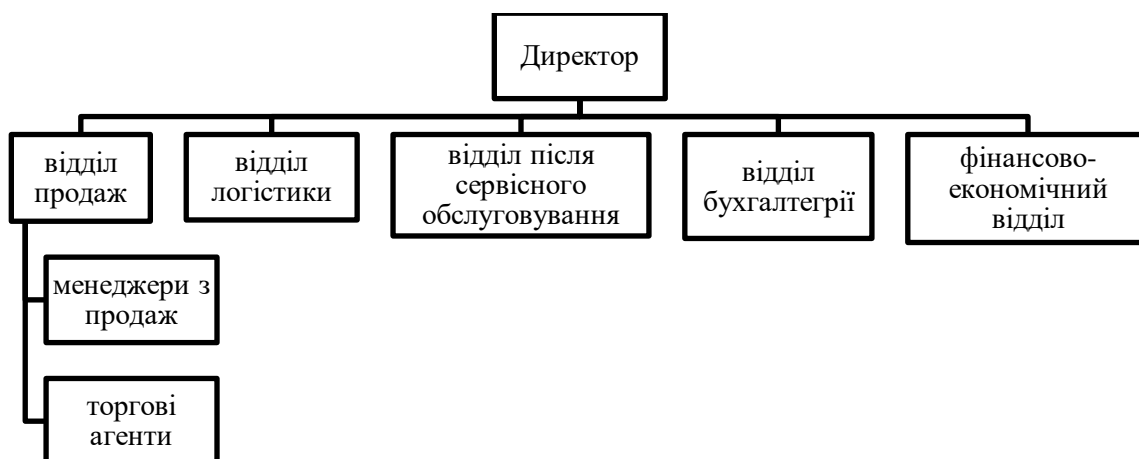 Директор
відділ
продаж
відділ
логістики
відділ після
сервісного
обслуговування
відділ
бухгалтегрії
фінансово-
економічний
відділ
менеджери з
продаж
торгові
агенти